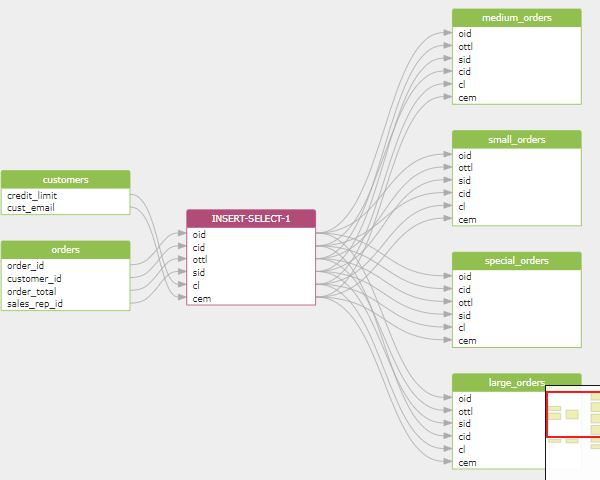 customers
credit_limit
cust_email
orders
order_id
customer_id
order_total
sales_rep_id
INSERT-SELECT-1
oid
cid
ottl
sid
cl
cem
medium_orders
oid
ottl
sid
cid
cl
cem
small_orders
oid
ottl
sid
cid
cl
cem
special_orders
oid
cid
ottl
sid
cl
cem
large_orders
oid
ottl
sid
cid
cl
cem